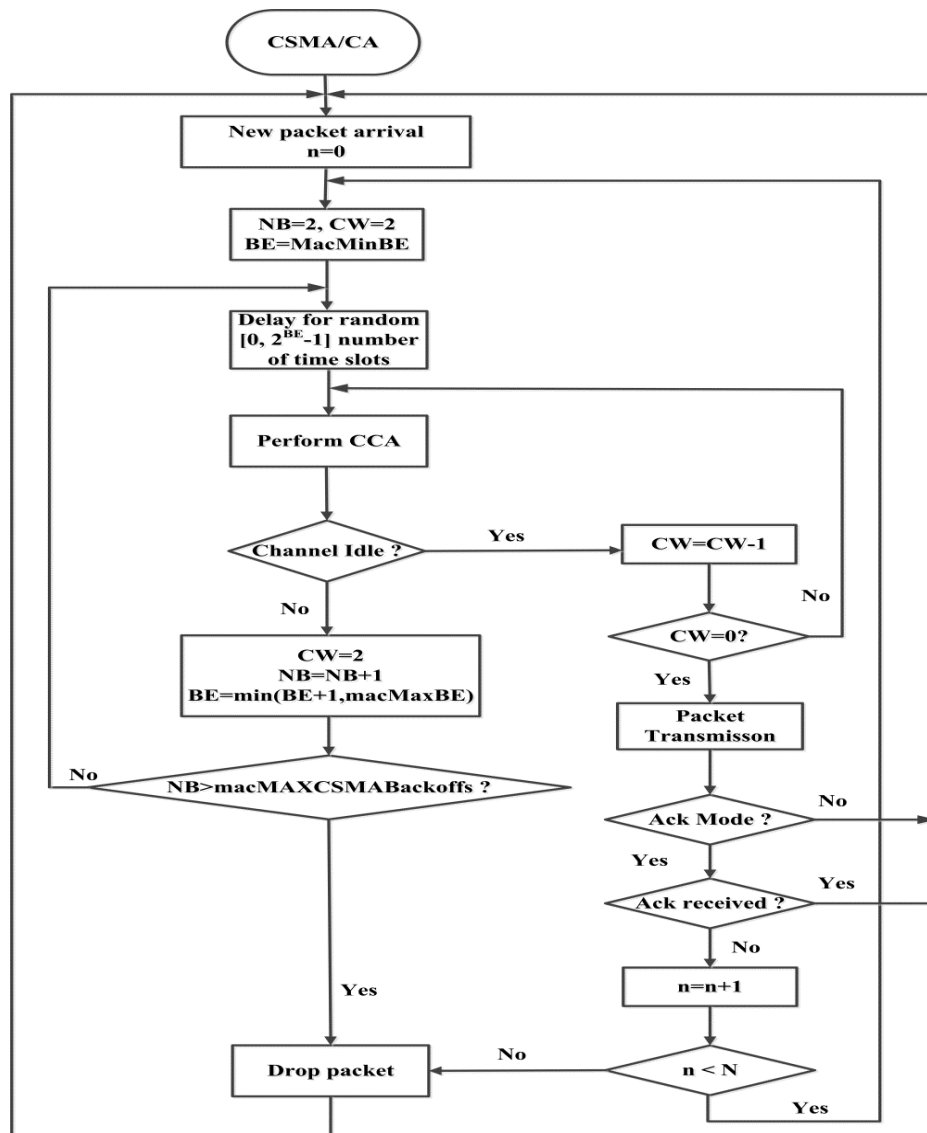 CSMA/CA
New packet arrival
n=0
NB=2, CW=2
BE=MacMinBE
Delay for random
[0, 2^BE-1] number
of time slots
Perform CCA
Channel Idle ?
Yes
CW=CW-1
No
No
CW=0?
CW=2
NB=NB+1
BE=min(BE+1,macMaxBE)
Yes
Packet
Transmisson
No
NB>macMAXCSMABackoffs ?
Ack Mode ?
No
Yes
Ack received ?
Yes
No
n=n+1
Yes
Drop packet
No
n < N
Yes